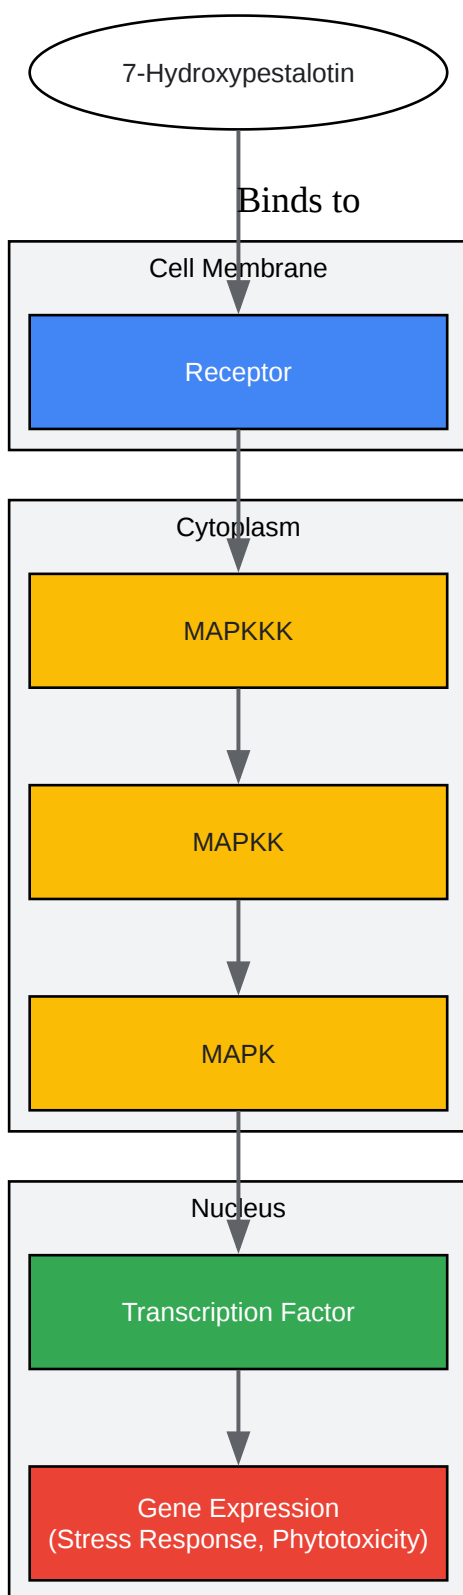 7-Hydroxypestalotin
Binds to
Cell Membrane
Receptor
Cytoplasm
MAPKKK
MAPKK
MAPK
Nucleus
Transcription Factor
Gene Expression
(Stress Response, Phytotoxicity)